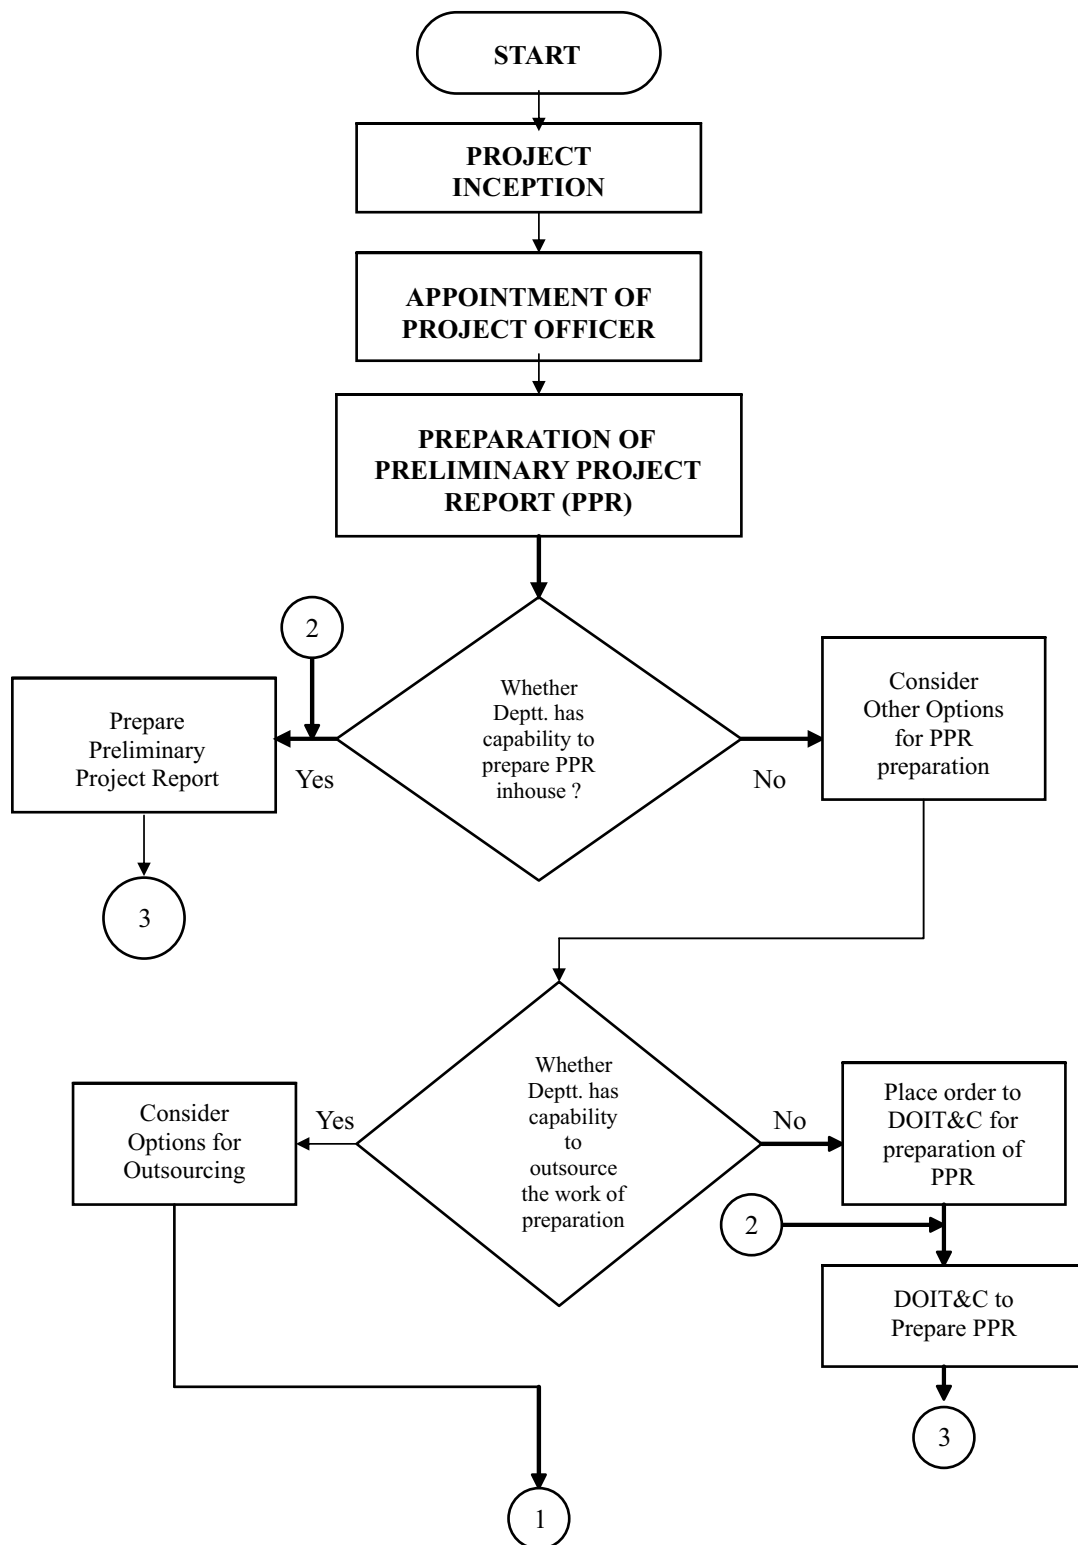 START
PROJECT
INCEPTION
APPOINTMENT OF
PROJECT OFFICER
PREPARATION OF
PRELIMINARY PROJECT
REPORT (PPR)
2
Prepare
Preliminary
Project Report
Yes
Whether
Deptt. has
capability to
prepare PPR
inhouse ?
No
Consider
Other Options
for PPR
preparation
3
Consider
Options for
Outsourcing
Yes
Whether
Deptt. has
capability
to
outsource
the work of
preparation
No
Place order to
DOIT&C for
preparation of
PPR
2
DOIT&C to
Prepare PPR
3
1